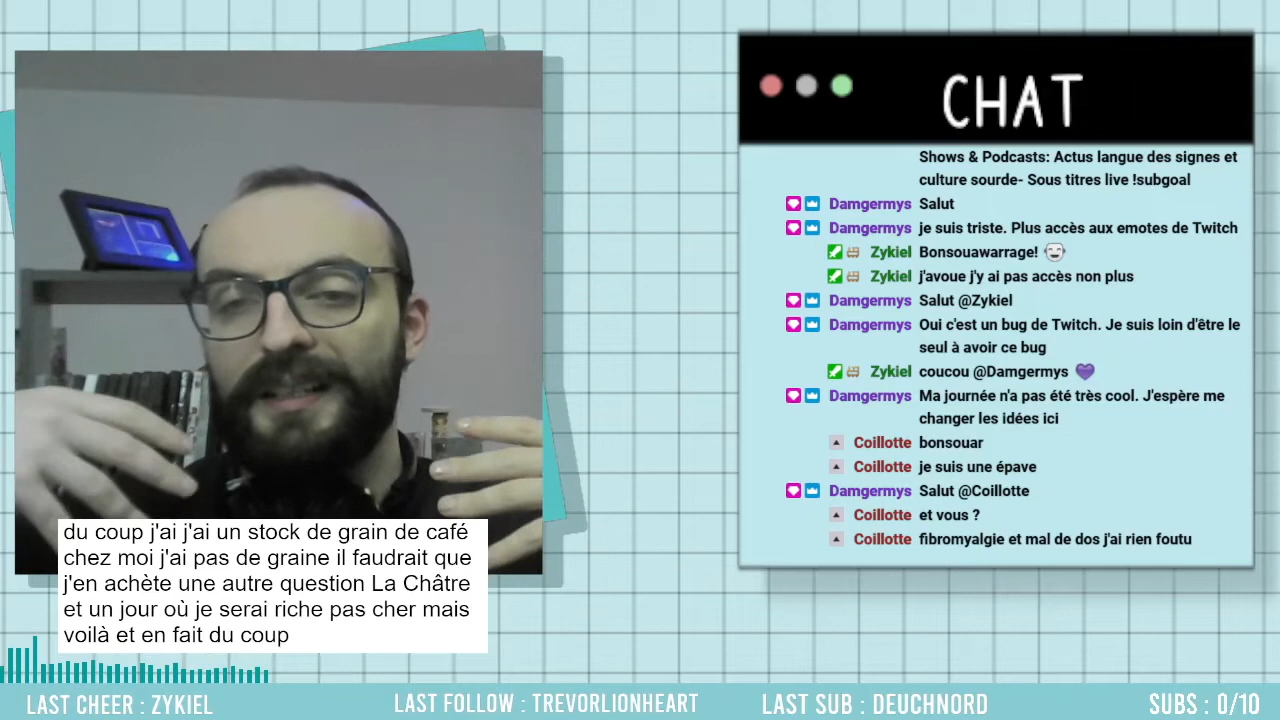 CHAT
Shows & Podcasts: Actus langue des signes et
culture sourde- Sous titres live !subgoal
Damgermys Salut
Damgermys je suis triste. Plus accès aux emotes de Twitch
Zykiel Bonsouawarrage!
Zykiel j'avoue j'y ai pas accès non plus
Damgermys Salut @Zykiel
Damgermys Oui c'est un bug de Twitch. Je suis loin d'être le
seul à avoir ce bug
Zykiel coucou @Damgermys
Damgermys Ma journée n'a pas été très cool. J'espère me
changer les idées ici
Coillotte bonsouar
Coillotte je suis une épave
Damgermys Salut @Coillotte
Coillotte et vous ?
Coillotte fibromyalgie et mal de dos j'ai rien foutu
du coup j'ai j'ai un stock de grain de café
chez moi j'ai pas de graine il faudrait que
j'en achète une autre question La Châtre
et un jour où je serai riche pas cher mais
voilà et en fait du coup
LAST CHEER : ZYKIEL
LAST FOLLOW : TREVORLIONHEART
LAST SUB : DEUCHNORD
SUBS : 0/10